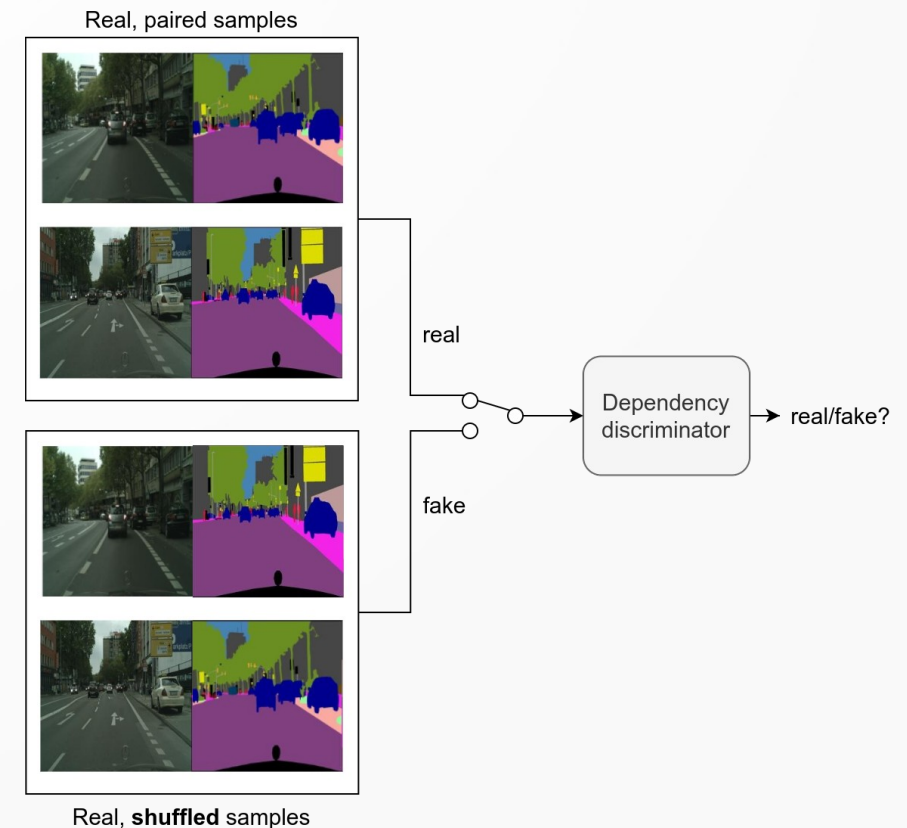 Real, paired samples
real
Dependency
discriminator
real/fake?
fake
Real, shuffled samples